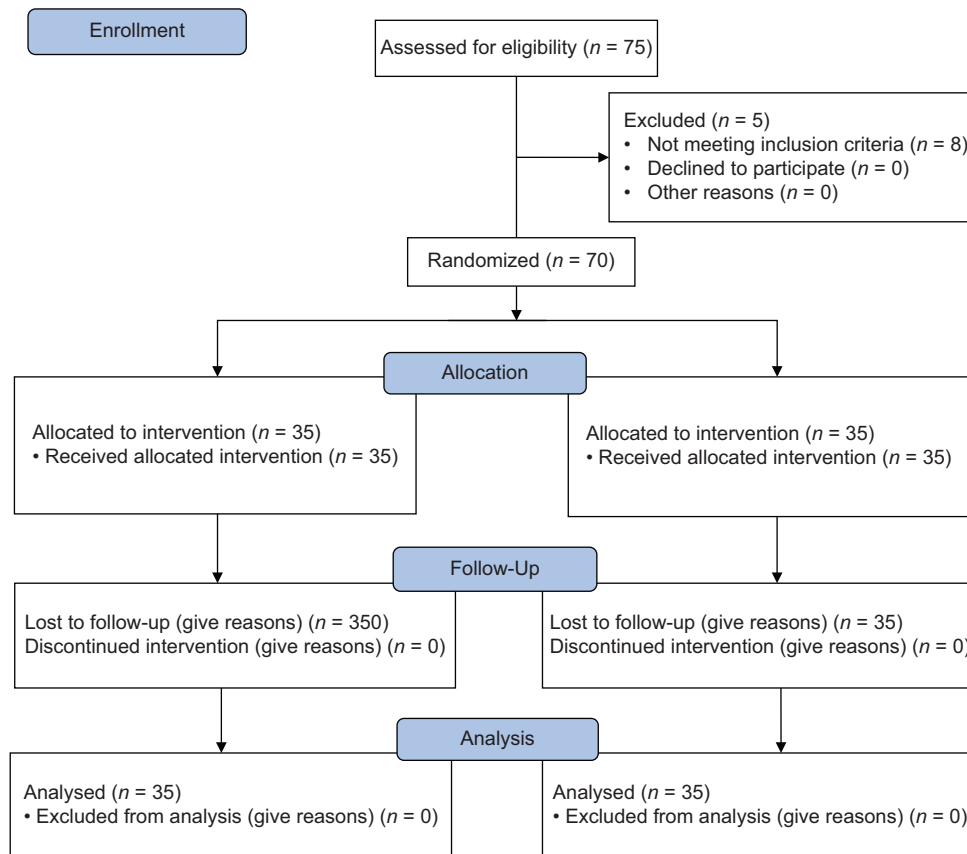 Enrollment
Assessed for eligibility (n = 75)
Excluded (n = 5)
• Not meeting inclusion criteria (n = 8)
• Declined to participate (n = 0)
• Other reasons (n = 0)
Randomized (n = 70)
Allocation
Allocated to intervention (n = 35)
• Received allocated intervention (n = 35)
Allocated to intervention (n = 35)
• Received allocated intervention (n = 35)
Follow-Up
Lost to follow-up (give reasons) (n = 350)
Discontinued intervention (give reasons) (n = 0)
Lost to follow-up (give reasons) (n = 35)
Discontinued intervention (give reasons) (n = 0)
Analysis
Analysed (n = 35)
• Excluded from analysis (give reasons) (n = 0)
Analysed (n = 35)
• Excluded from analysis (give reasons) (n = 0)